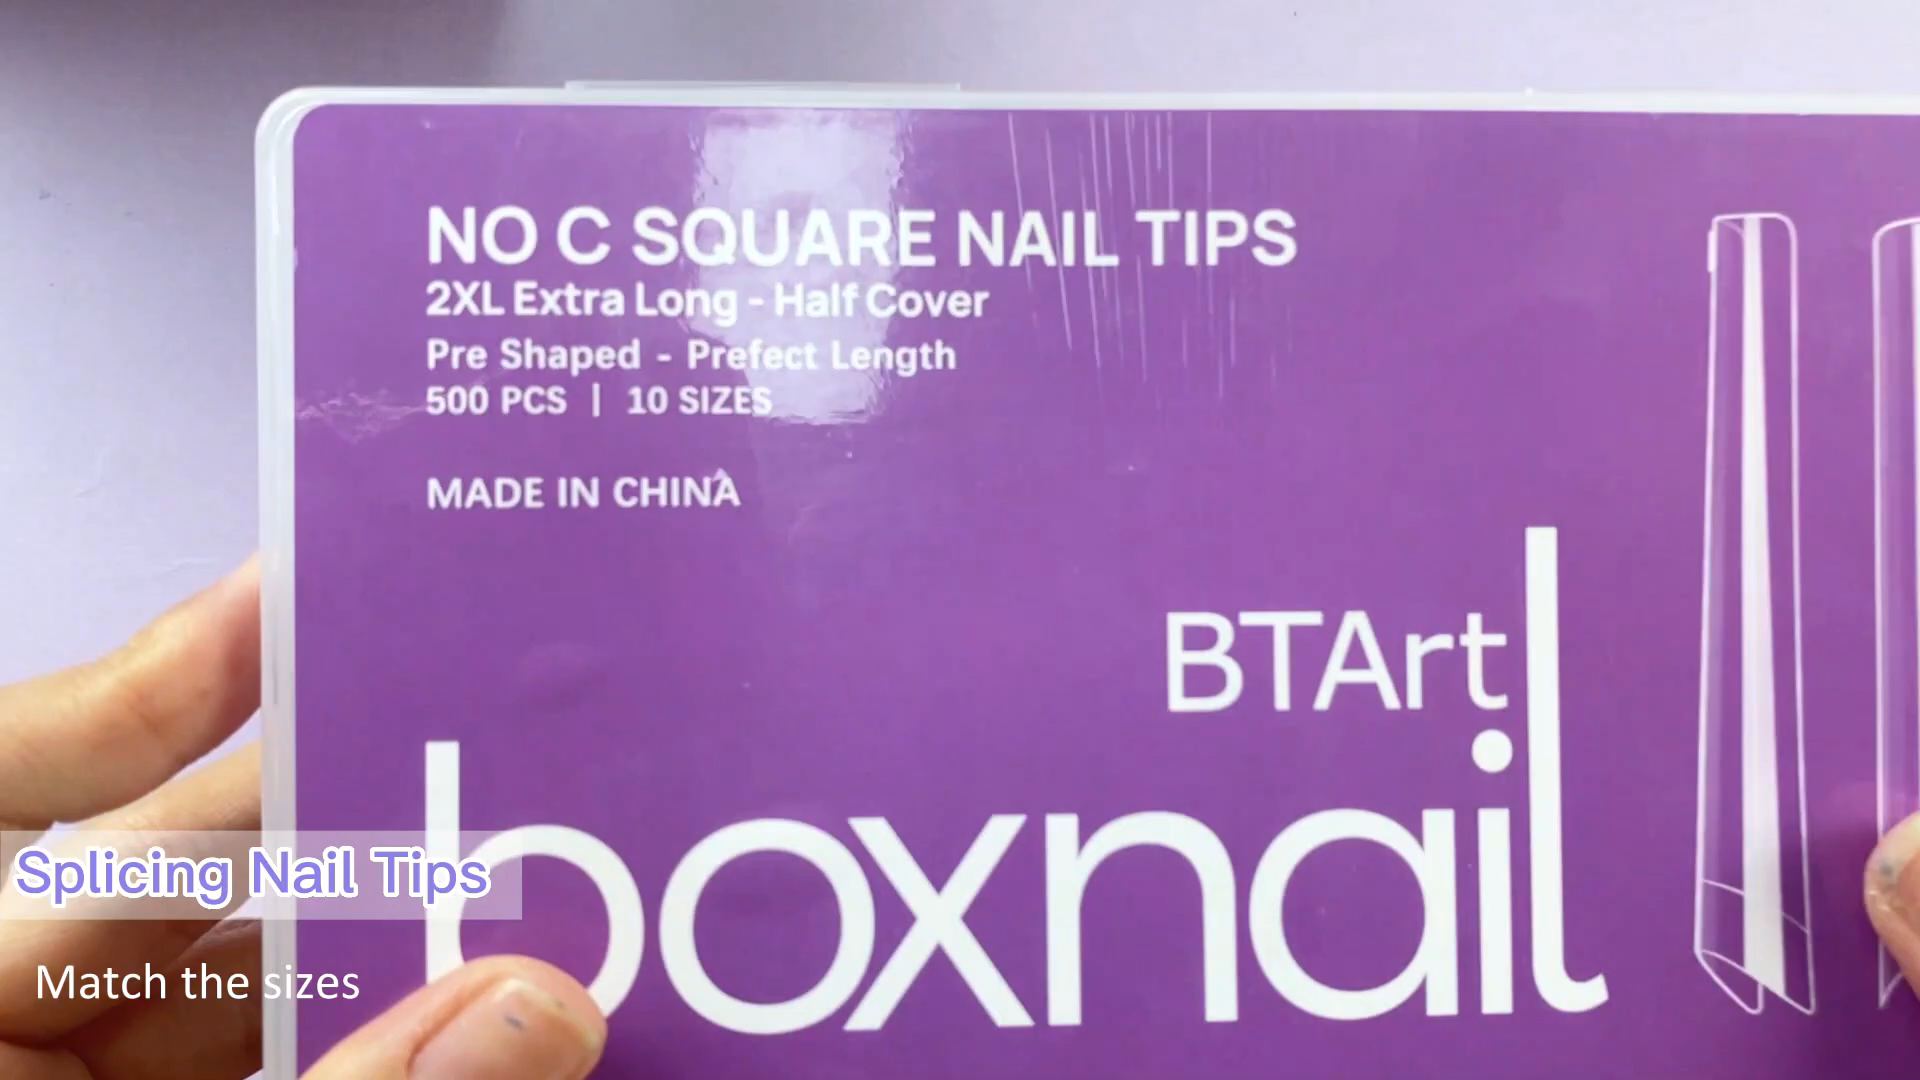 NO C SQUARE NAIL TIPS
2XL Extra Long - Half Cover
Pre Shaped - Prefect Length
500 PCS | 10 SIZES
MADE IN CHINA
BTArt
boxnail
Splicing Nail Tips
Match the sizes